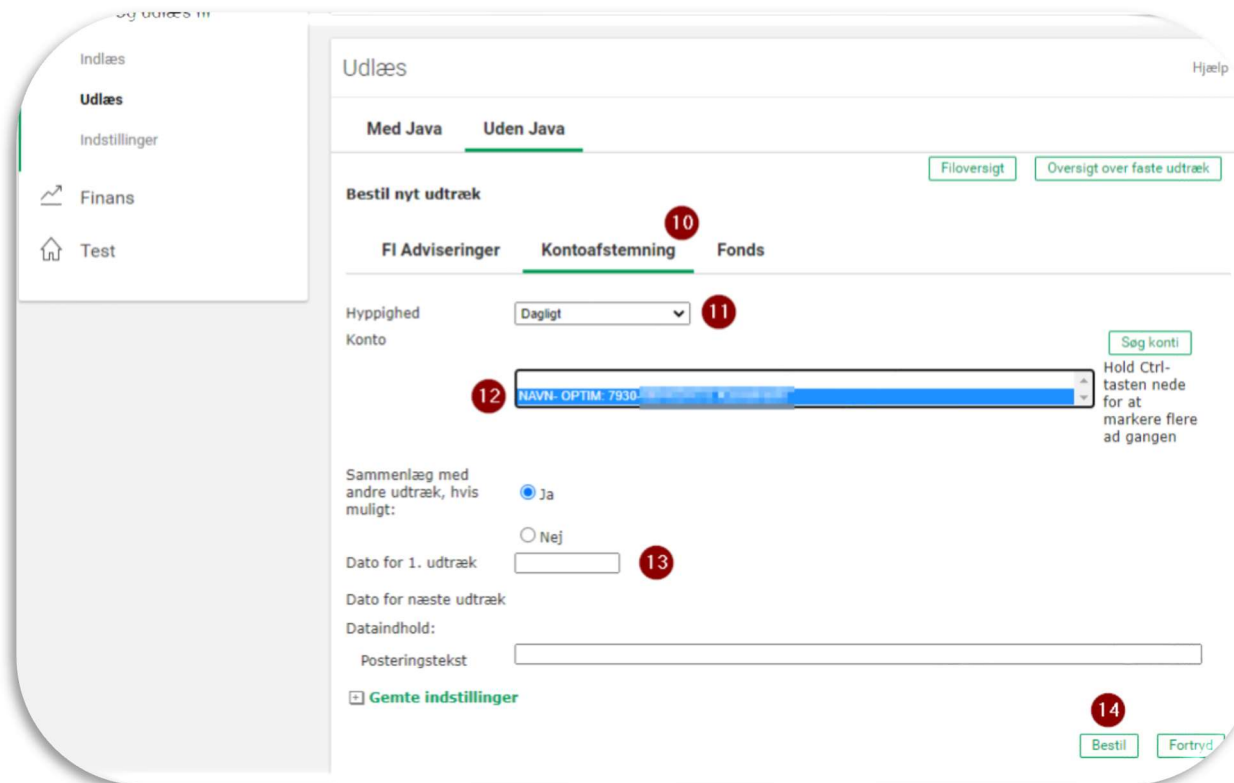 Indlæs
Udlæs
Indstillinger
Finans
Test
Udlæs
Hjælp
Med Java Uden Java
Filoversigt Oversigt over faste udtræk
Bestil nyt udtræk
10
FI Adviseringer Kontoafstemning Fonds
Hyppighed Dagligt 11
Konto Søg konti
Hold Ctrl-
tasten nede
for at
markere flere
ad gangen
12 NAVN- OPTIM: 7930-
Sammenlæg med
andre udtræk, hvis
muligt:
Ja
Nej
Dato for 1. udtræk 13
Dato for næste udtræk
Dataindhold:
Posteringstekst
Gemte indstillinger
14
Bestil Fortryd